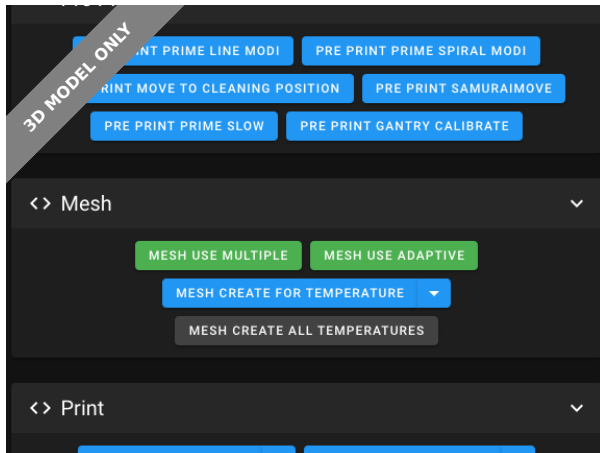 3D MODEL ONLY
PRINT PRIME LINE MODI
PRE PRINT PRIME SPIRAL MODI
PRINT MOVE TO CLEANING POSITION
PRE PRINT SAMURAIMOVE
PRE PRINT PRIME SLOW
PRE PRINT GANTRY CALIBRATE
<> Mesh
MESH USE MULTIPLE
MESH USE ADAPTIVE
MESH CREATE FOR TEMPERATURE
MESH CREATE ALL TEMPERATURES
<> Print